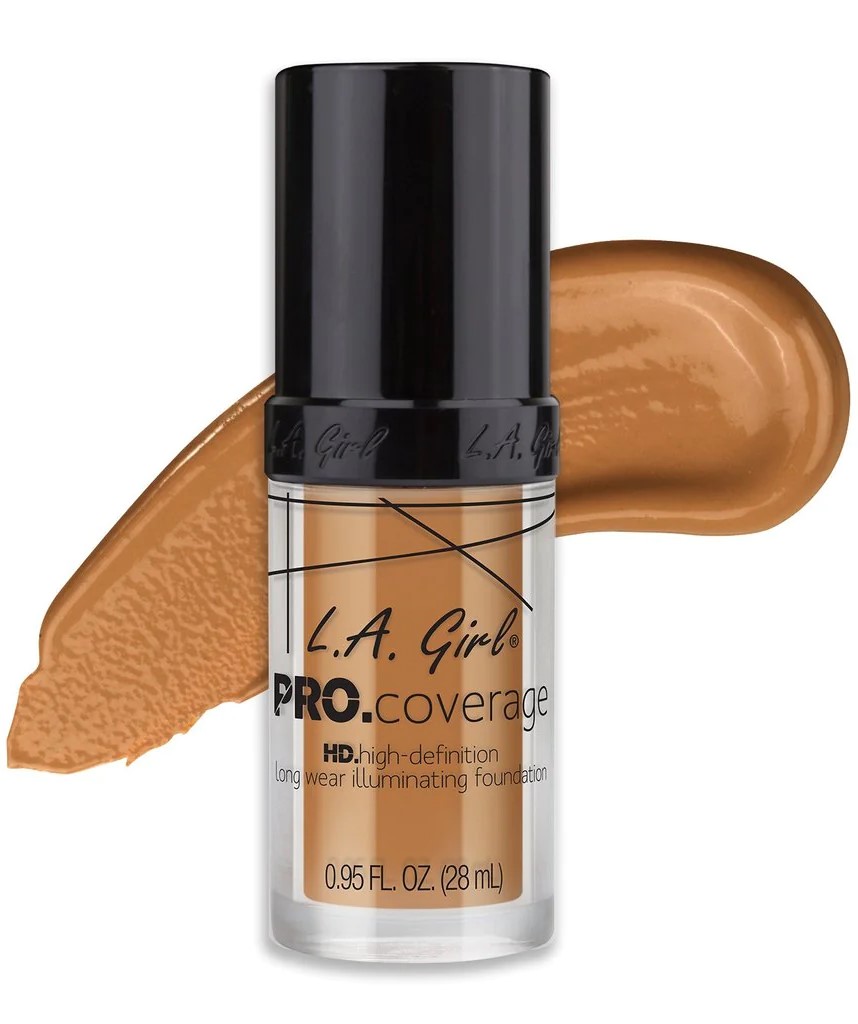 L.A. Girl L.A. Girl
L.A. Girl®
PRO.coverage
HD.high-definition
long wear illuminating foundation
0.95 FL. OZ. (28 mL)